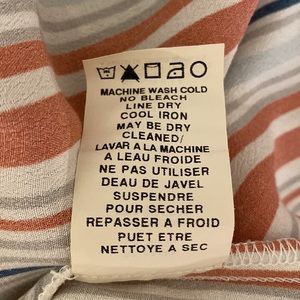 MACHINE WASH COLD
NO BLEACH
LINE DRY
COOL IRON
MAY BE DRY
CLEANED/
LAVAR A LA MACHINE
A LEAU FROIDE
NE PAS UTILISER
DEAU DE JAVEL
SUSPENDRE
POUR SECHER
REPASSER A FROID
PUET ETRE
NETTOYE A SEC